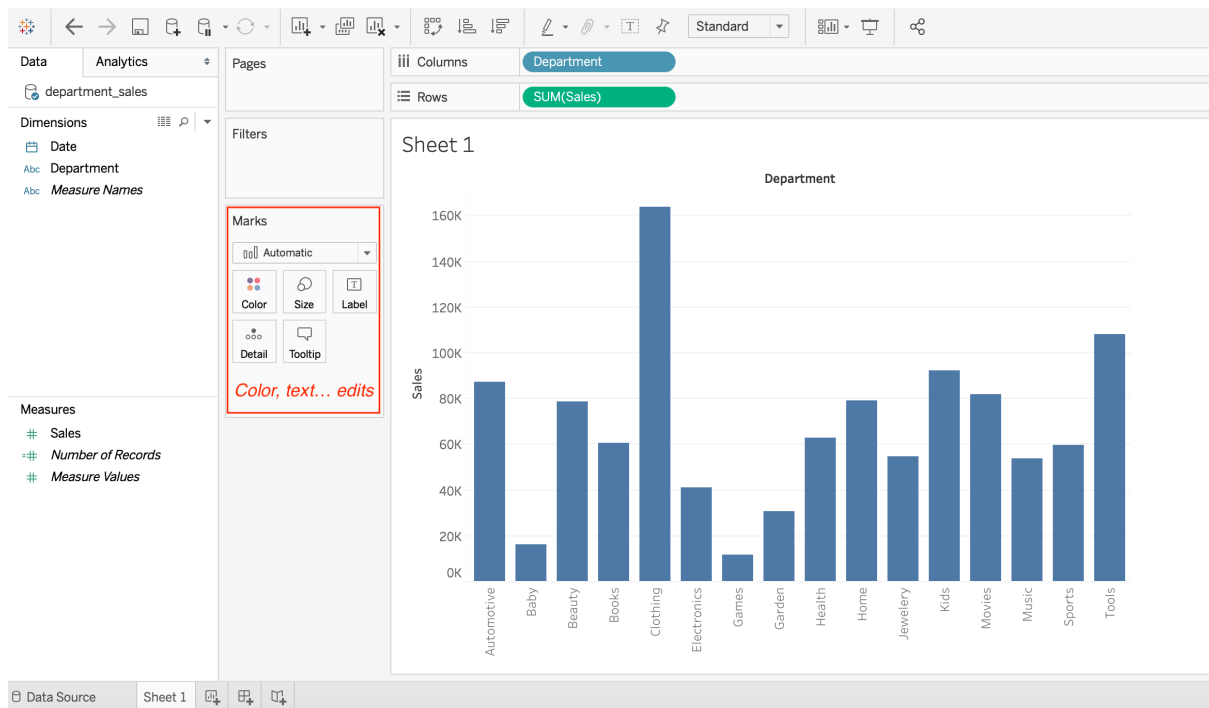 Standard
Data
Analytics
department_sales
Dimensions
Date
Abc Department
Abc Measure Names
Measures
Sales
Number of Records
Measure Values
Pages
Filters
Marks
Automatic
Color Size Label
Detail Tooltip
Color, text... edits
Columns Department
Rows SUM(Sales)
Sheet 1
Department
Sales
160K
140K
120K
100K
80K
60K
40K
20K
0K
Automotive
Baby
Beauty
Books
Clothing
Electronics
Games
Garden
Health
Home
Jewelery
Kids
Movies
Music
Sports
Tools
Data Source
Sheet 1